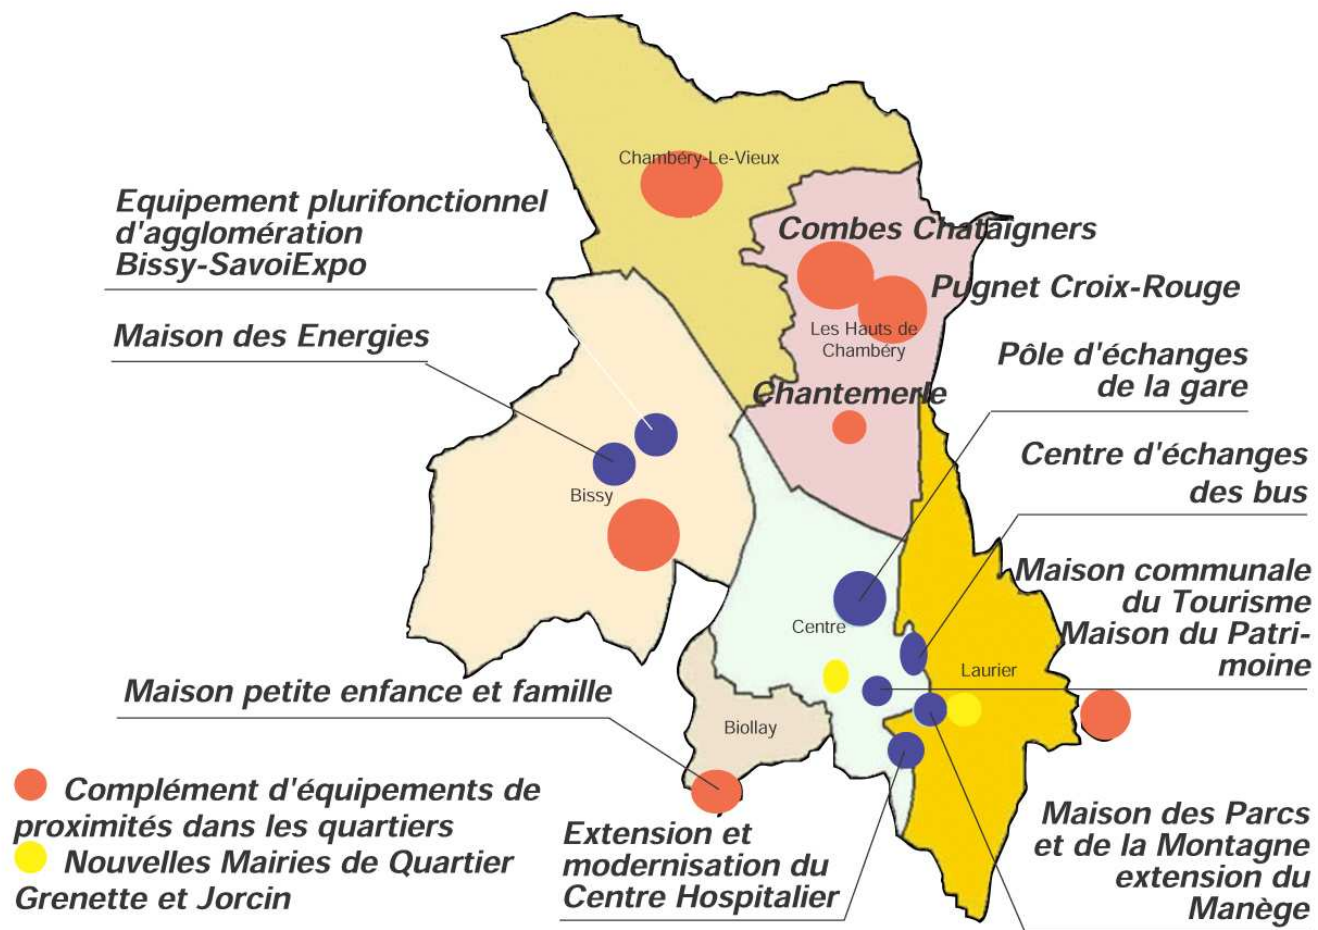 Chambéry-Le-Vieux
Equipement plurifonctionnel
d'agglomération
Bissy-SavoiExpo
Combes Chataigners
Pugnet Croix-Rouge
Les Hauts de
Chambéry
Maison des Energies
Pôle d'échanges
de la gare
Chantemerle
Centre d'échanges
des bus
Bissy
Maison communale
du Tourisme
Maison du Patri-
moine
Centre
Laurier
Maison petite enfance et famille
Biollay
Complément d'équipements de
proximités dans les quartiers
Nouvelles Mairies de Quartier
Grenette et Jorcin
Extension et
modernisation du
Centre Hospitalier
Maison des Parcs
et de la Montagne
extension du
Manège